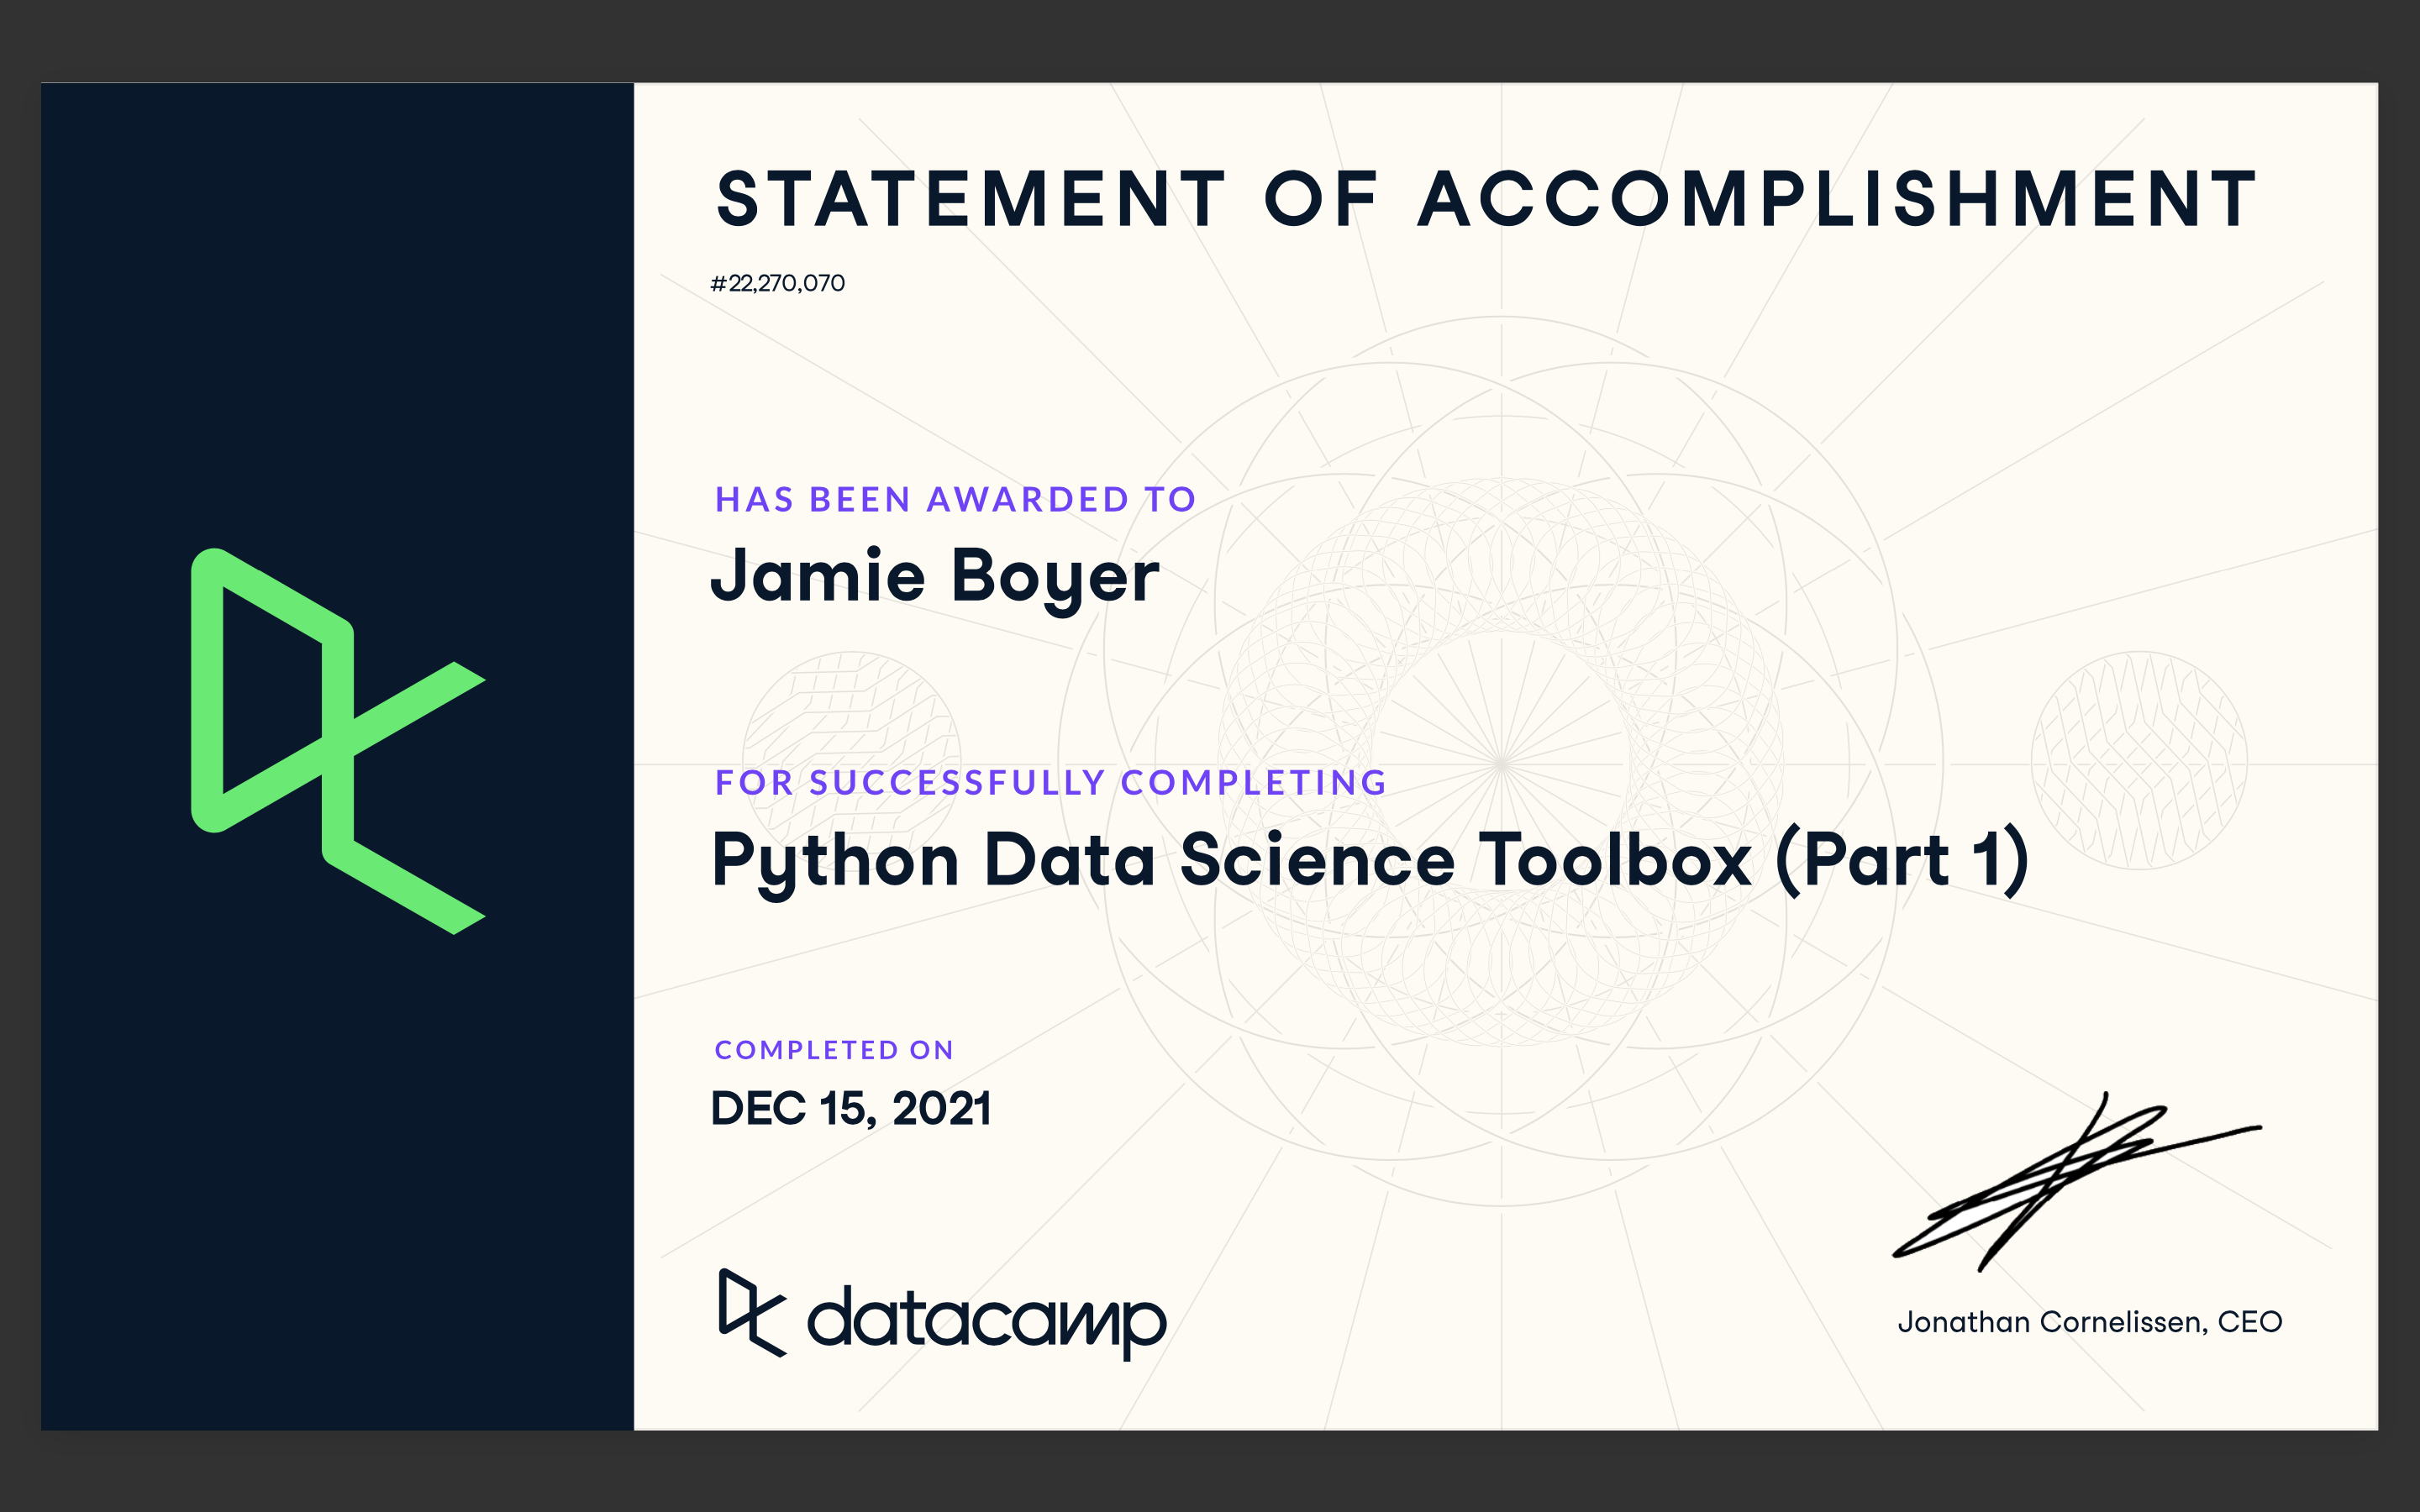 STATEMENT OF ACCOMPLISHMENT
#22,270,070
HAS BEEN AWARDED TO
Jamie Boyer
FOR SUCCESSFULLY COMPLETING
Python Data Science Toolbox (Part 1)
COMPLETED ON
DEC 15, 2021
datacamp
Jonathan Cornelissen, CEO